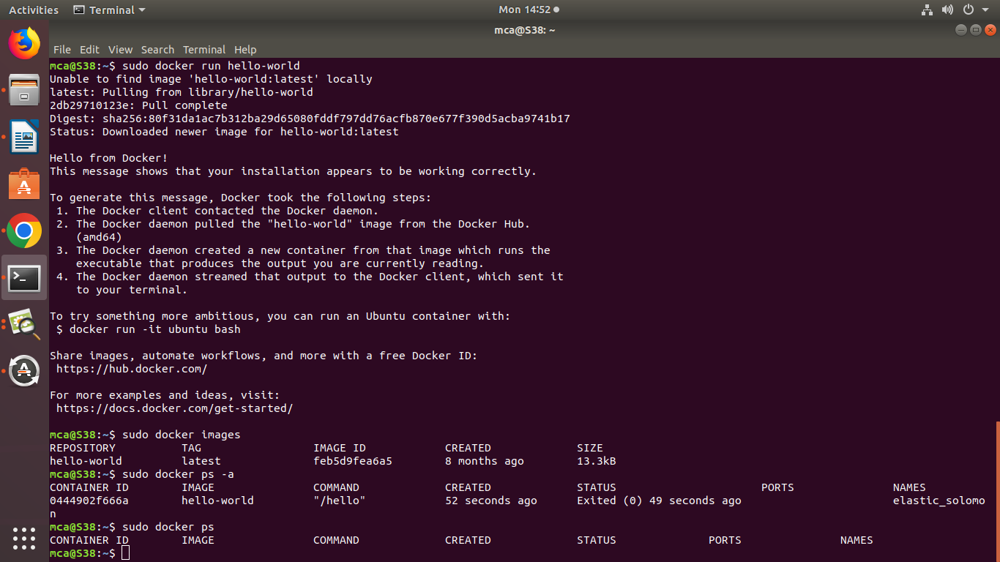 Activities Terminal Mon 14:52
mca@S38: ~
File Edit View Search Terminal Help
mca@S38:~$ sudo docker run hello-world
Unable to find image 'hello-world:latest' locally
latest: Pulling from library/hello-world
2db29710123e: Pull complete
Digest: sha256:80f31da1ac7b312ba29d65080fddf797dd76acfb870e677f390d5acba9741b17
Status: Downloaded newer image for hello-world:latest
Hello from Docker!
This message shows that your installation appears to be working correctly.
To generate this message, Docker took the following steps:
1. The Docker client contacted the Docker daemon.
2. The Docker daemon pulled the "hello-world" image from the Docker Hub.
(amd64)
3. The Docker daemon created a new container from that image which runs the
executable that produces the output you are currently reading.
4. The Docker daemon streamed that output to the Docker client, which sent it
to your terminal.
To try something more ambitious, you can run an Ubuntu container with:
$ docker run -it ubuntu bash
Share images, automate workflows, and more with a free Docker ID:
https://hub.docker.com/
For more examples and ideas, visit:
https://docs.docker.com/get-started/
mca@S38:~$ sudo docker images
REPOSITORY TAG IMAGE ID CREATED SIZE
hello-world latest feb5d9fea6a5 8 months ago 13.3kB
mca@S38:~$ sudo docker ps -a
CONTAINER ID IMAGE COMMAND CREATED STATUS PORTS NAMES
0444902f666a hello-world "/hello" 52 seconds ago Exited (0) 49 seconds ago elastic_solomo
n
mca@S38:~$ sudo docker ps
CONTAINER ID IMAGE COMMAND CREATED STATUS PORTS NAMES
mca@S38:~$